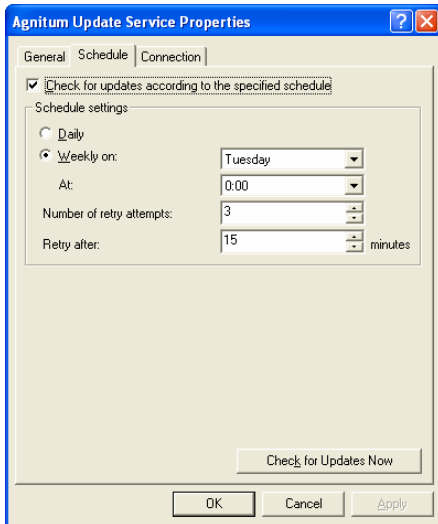 Agnitum Update Service Properties
General Schedule Connection
Check for updates according to the specified schedule
Schedule settings
Daily
Weekly on: Tuesday
At: 0:00
Number of retry attempts: 3
Retry after: 15 minutes
Check for Updates Now
OK Cancel Apply